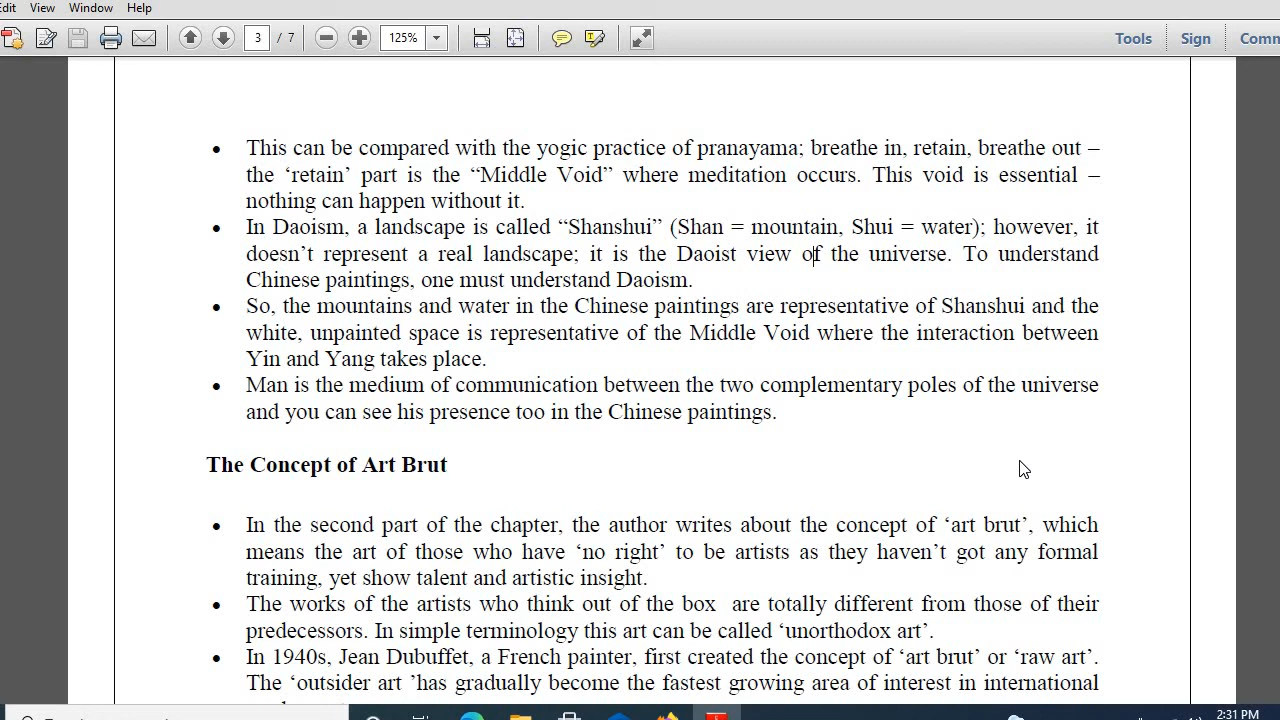 Edit View Window Help
3 / 7 125% Tools Sign Comm
• This can be compared with the yogic practice of pranayama; breathe in, retain, breathe out –
the ‘retain’ part is the “Middle Void” where meditation occurs. This void is essential –
nothing can happen without it.
• In Daoism, a landscape is called “Shanshui” (Shan = mountain, Shui = water); however, it
doesn’t represent a real landscape; it is the Daoist view of the universe. To understand
Chinese paintings, one must understand Daoism.
• So, the mountains and water in the Chinese paintings are representative of Shanshui and the
white, unpainted space is representative of the Middle Void where the interaction between
Yin and Yang takes place.
• Man is the medium of communication between the two complementary poles of the universe
and you can see his presence too in the Chinese paintings.
The Concept of Art Brut
• In the second part of the chapter, the author writes about the concept of ‘art brut’, which
means the art of those who have ‘no right’ to be artists as they haven’t got any formal
training, yet show talent and artistic insight.
• The works of the artists who think out of the box are totally different from those of their
predecessors. In simple terminology this art can be called ‘unorthodox art’.
• In 1940s, Jean Dubuffet, a French painter, first created the concept of ‘art brut’ or ‘raw art’.
The ‘outsider art ’has gradually become the fastest growing area of interest in international
2:31 PM